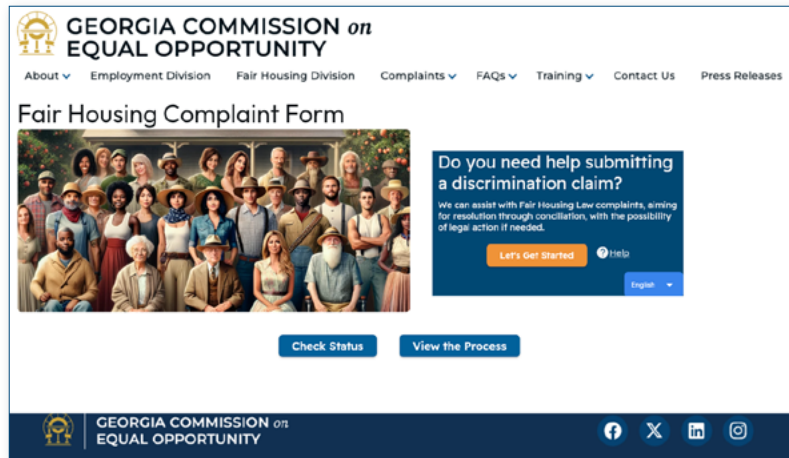 GEORGIA COMMISSION on
EQUAL OPPORTUNITY
About Employment Division Fair Housing Division Complaints FAQs Training Contact Us Press Releases
Fair Housing Complaint Form
Do you need help submitting
a discrimination claim?
We can assist with Fair Housing Law complaints, aiming
for resolution through conciliation, with the possibility
of legal action if needed.
Let's Get Started ? Help
English
Check Status View the Process
GEORGIA COMMISSION on
EQUAL OPPORTUNITY